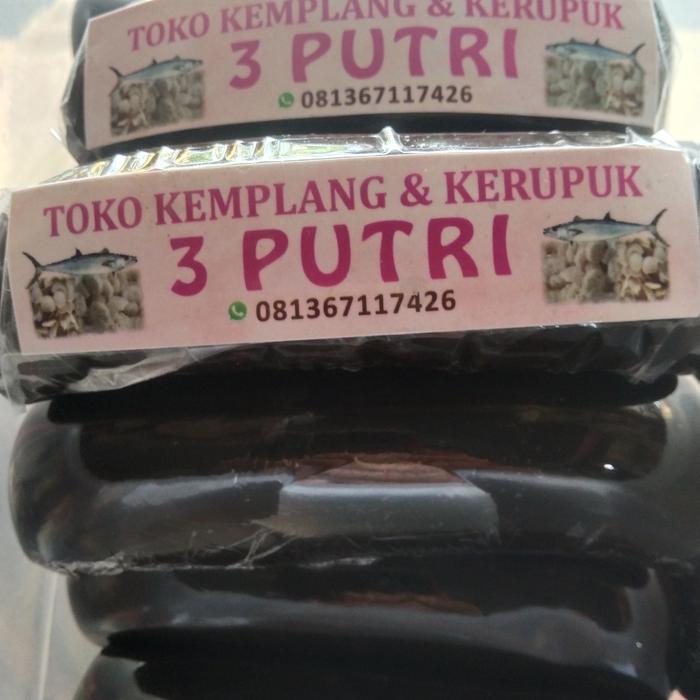 TOKO KEMPLANG & KERUPUK
3 PUTRI
081367117426
TOKO KEMPLANG & KERUPUK
3 PUTRI
081367117426